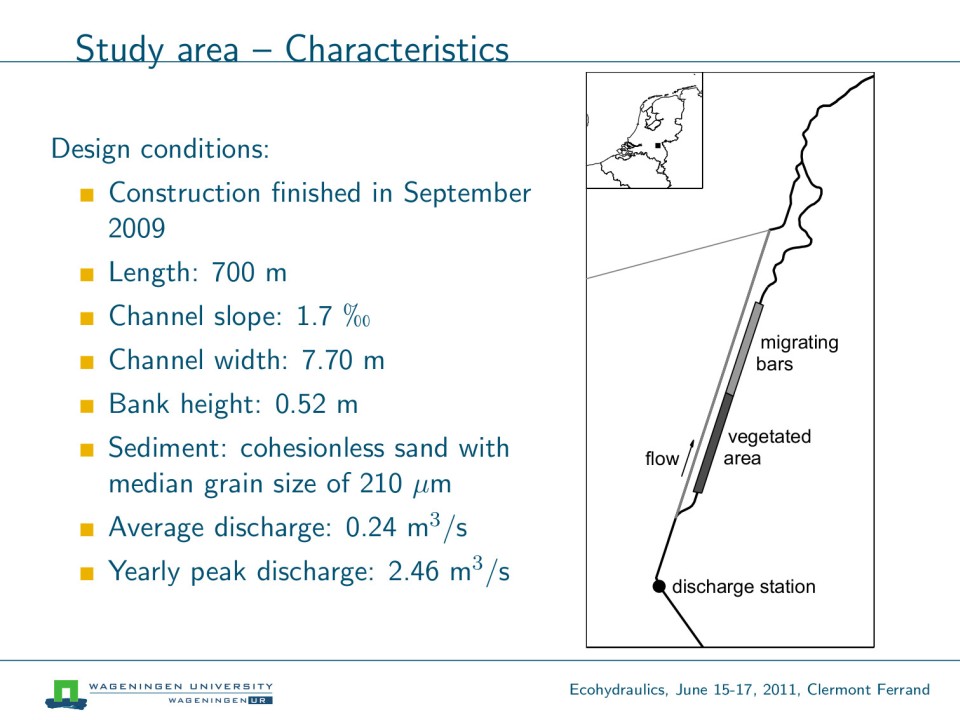 Study area – Characteristics
Design conditions:
Construction finished in September
2009
Length: 700 m
Channel slope: 1.7 ‰
Channel width: 7.70 m
Bank height: 0.52 m
Sediment: cohesionless sand with
median grain size of 210 μm
Average discharge: 0.24 m³/s
Yearly peak discharge: 2.46 m³/s
migrating
bars
vegetated
area
flow
discharge station
WAGENINGEN UNIVERSITY
WAGENINGEN UR
Ecohydraulics, June 15-17, 2011, Clermont Ferrand